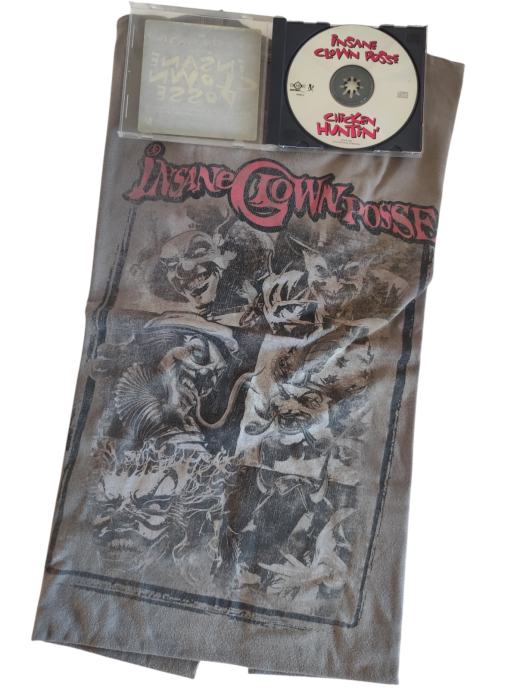 INSANE
CLOWN
POSSE
INSANE
CLOWN POSSE
CHICKEN
HUNTIN'
INSANE CLOWN POSSE